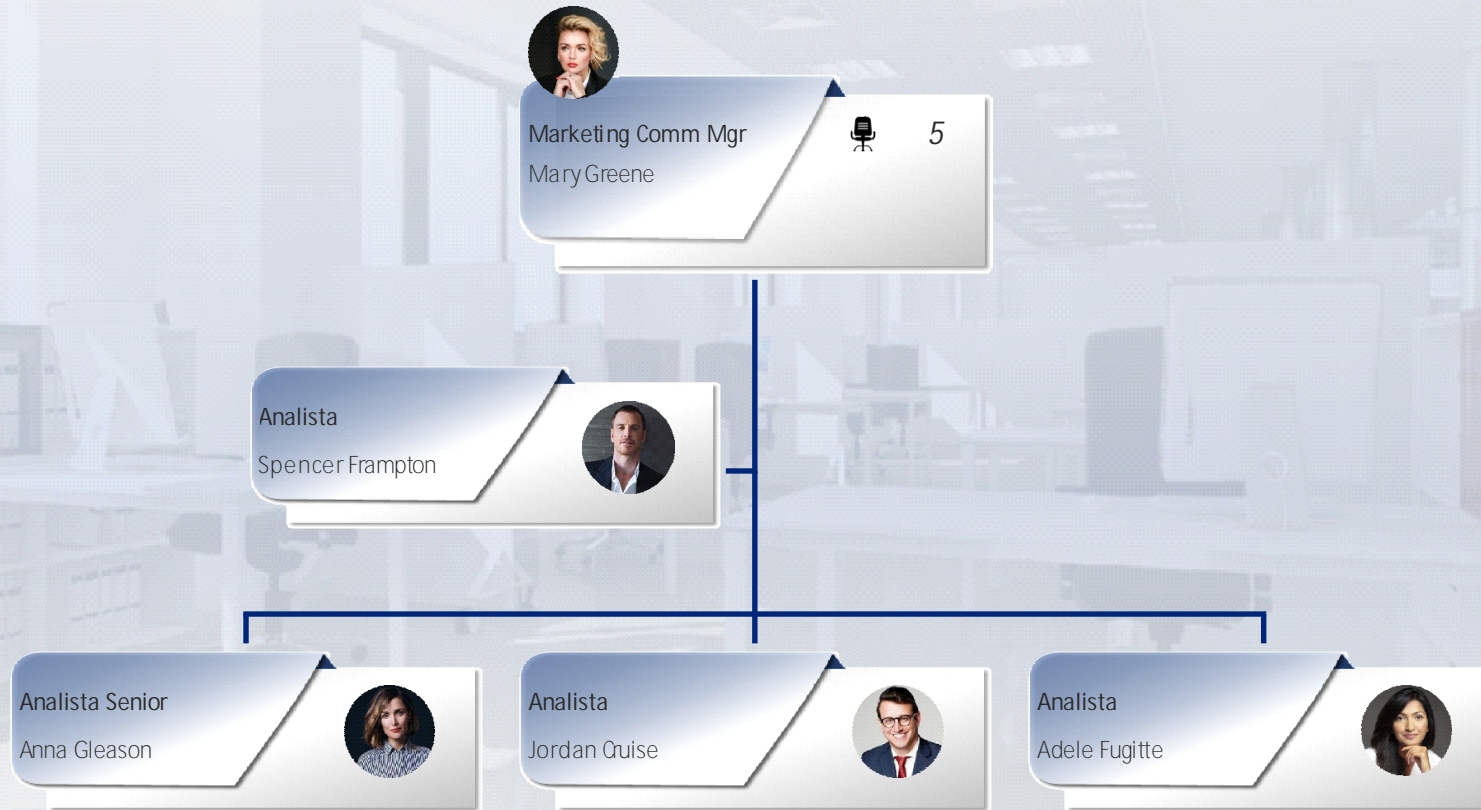 Marketing Comm Mgr
5
Mary Greene
Analista
Spencer Frampton
Analista Senior
Anna Gleason
Analista
Jordan Cruise
Analista
Adele Fugitte